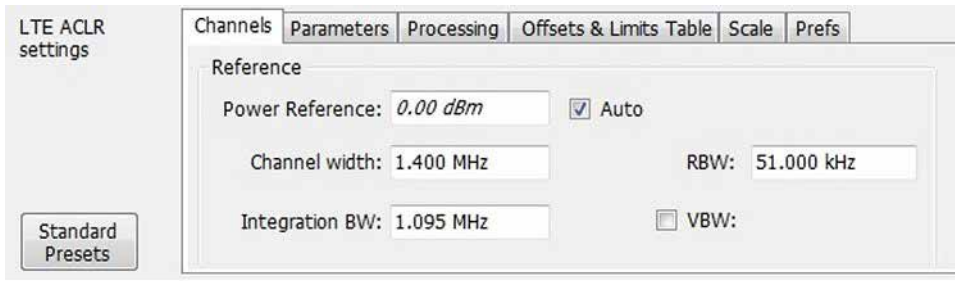 LTE ACLR
settings
Channels Parameters Processing Offsets & Limits Table Scale Prefs
Reference
Power Reference: 0.00 dBm Auto
Channel width: 1.400 MHz RBW: 51.000 kHz
Integration BW: 1.095 MHz VBW:
Standard
Presets